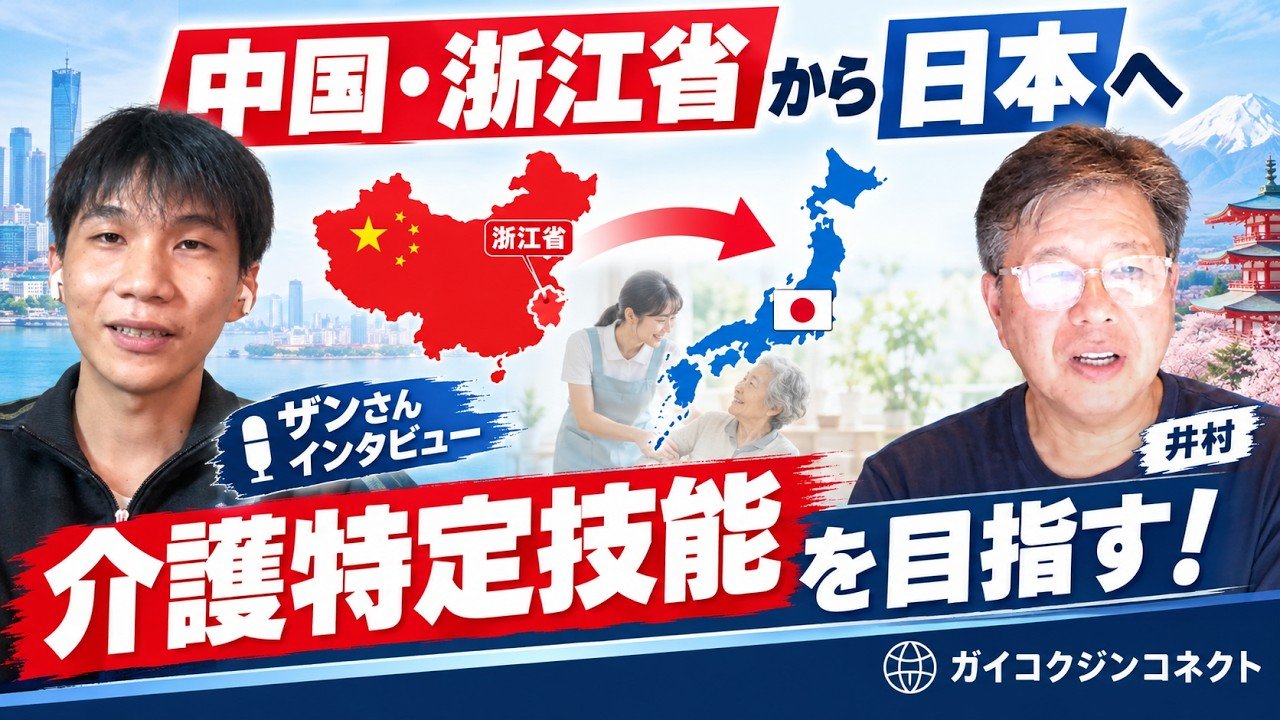 中国・浙江省から日本へ
浙江省
ザンさん
インタビュー
井村
介護特定技能を目指す!
ガイコクジンコネクト